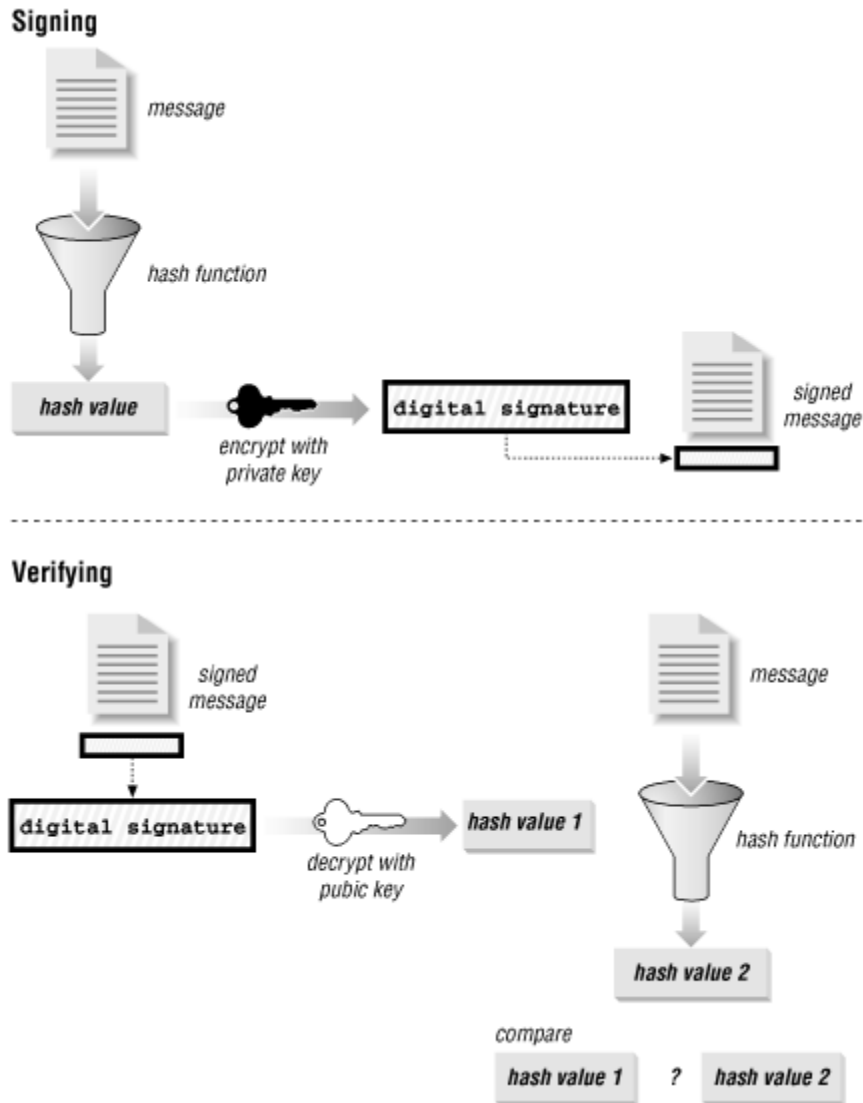 Signing
message
hash function
hash value
encrypt with
private key
digital signature
signed
message
Verifying
signed
message
digital signature
decrypt with
pubic key
hash value 1
message
hash function
hash value 2
compare
hash value 1 ? hash value 2